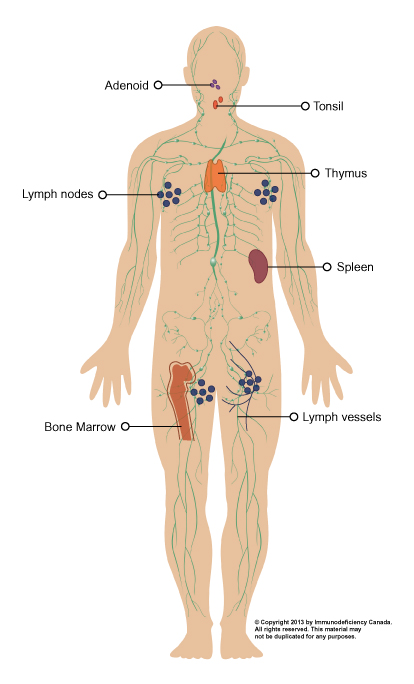 Adenoid
Tonsil
Thymus
Lymph nodes
Spleen
Lymph vessels
Bone Marrow
© Copyright 2013 by Immunodeficiency Canada.
All rights reserved. This material may
not be duplicated for any purposes.